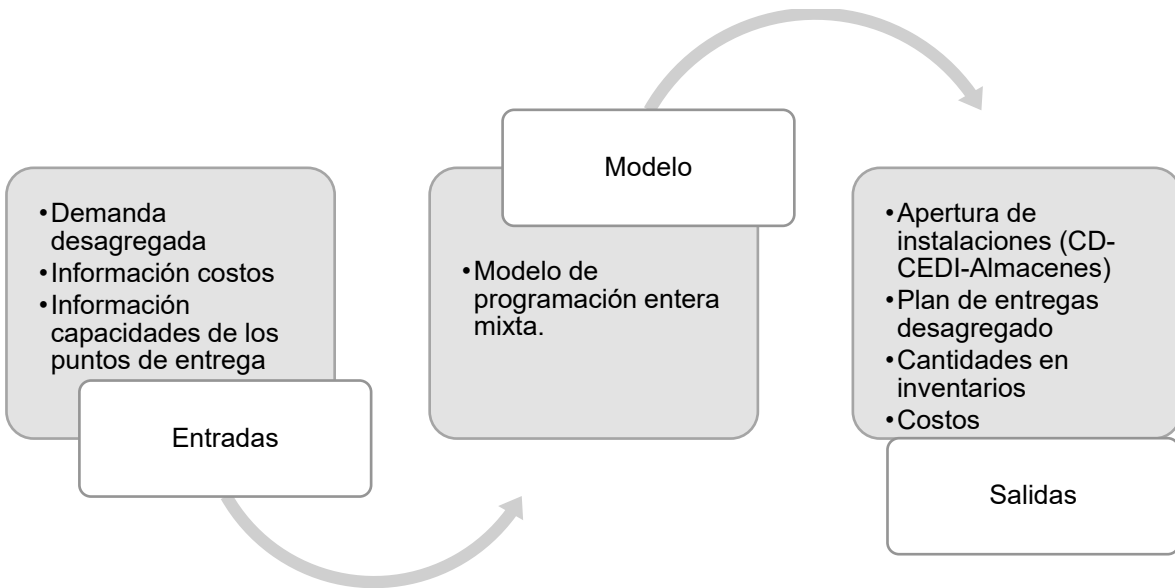 •Demanda
desagregada
•Información costos
•Información
capacidades de los
puntos de entrega
Entradas
Modelo
•Modelo de
programación entera
mixta.
•Apertura de
instalaciones (CD-
CEDI-Almacenes)
•Plan de entregas
desagregado
•Cantidades en
inventarios
•Costos
Salidas